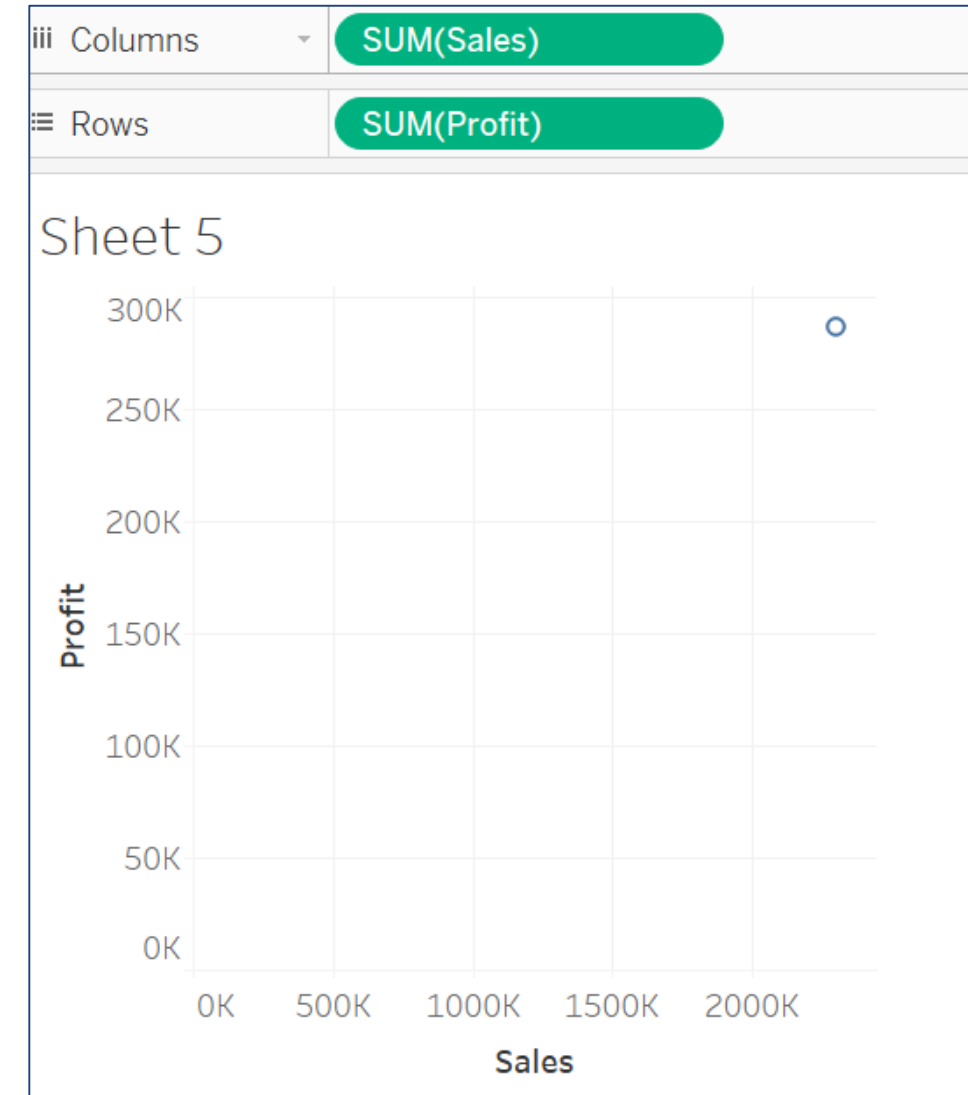 Columns SUM(Sales)
Rows SUM(Profit)
Sheet 5
300K
250K
200K
150K
100K
50K
0K
Profit
0K 500K 1000K 1500K 2000K
Sales